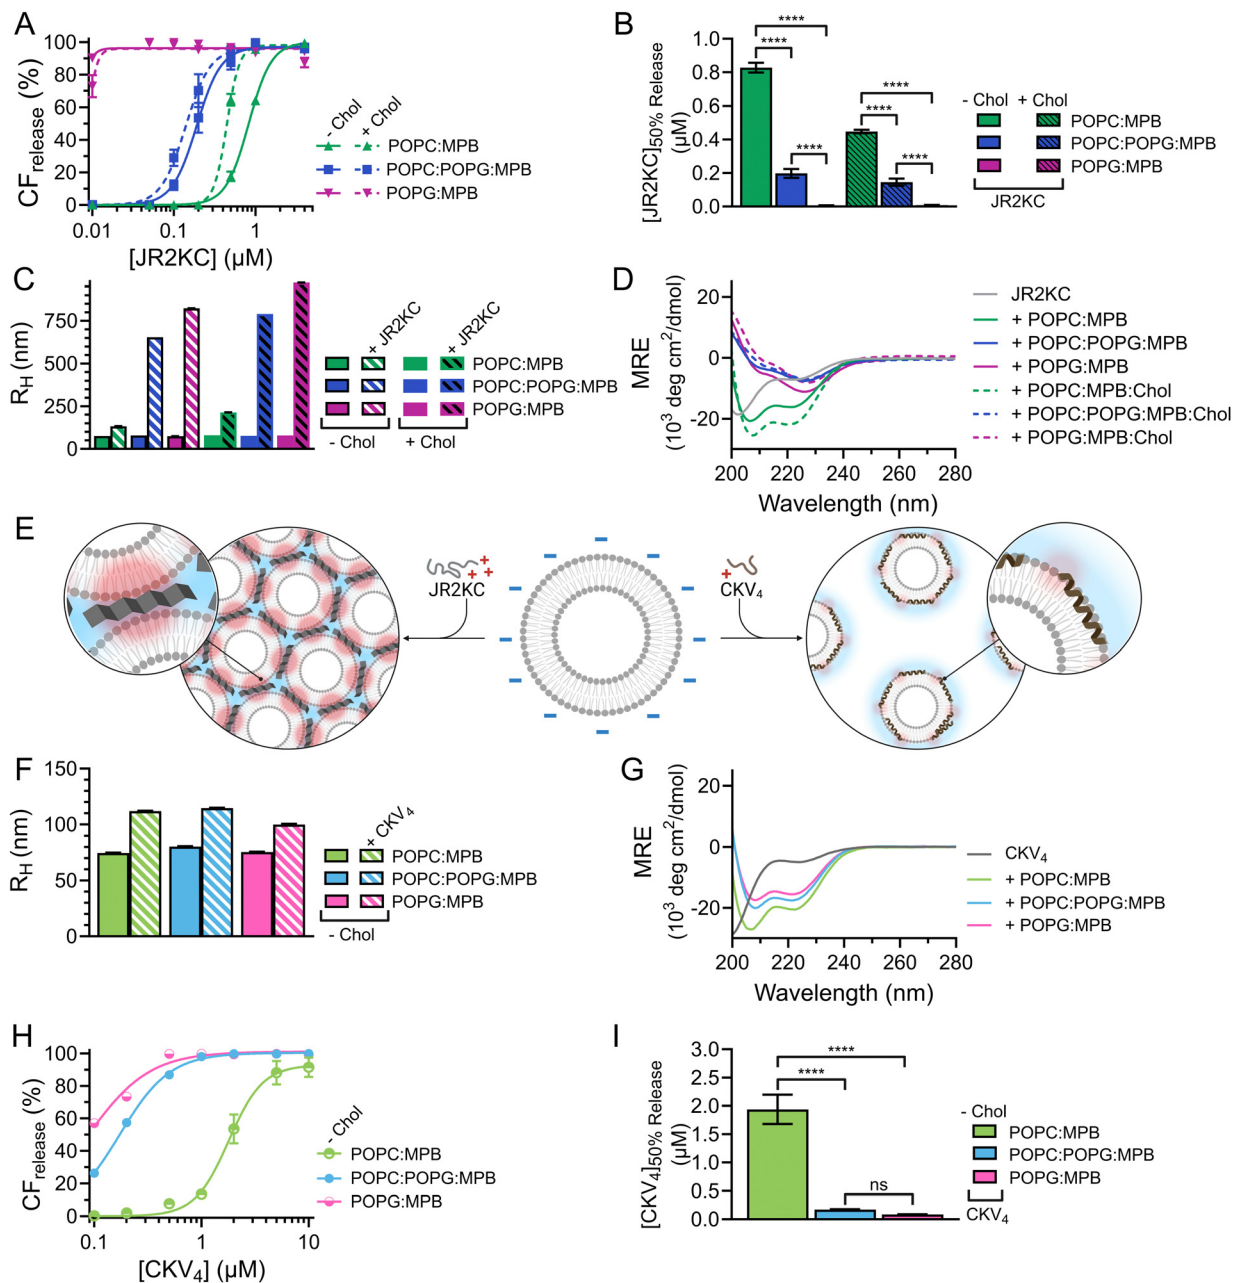 A
CFrelease (%)
100
80
60
40
20
0
0.01
0.1
1
[JR2KC] (µM)
- Chol
+ Chol
POPC:MPB
POPC:POPG:MPB
POPG:MPB
B
[JR2KC]50% Release
(µM)
1.0
0.8
0.6
0.4
0.2
0.0
****
****
****
****
****
****
- Chol + Chol
POPC:MPB
POPC:POPG:MPB
POPG:MPB
JR2KC
C
RH (nm)
750
500
250
0
+ JR2KC
+ JR2KC
POPC:MPB
POPC:POPG:MPB
POPG:MPB
- Chol
+ Chol
D
MRE
(10³ deg cm²/dmol)
20
0
-20
200 220 240 260 280
Wavelength (nm)
JR2KC
+ POPC:MPB
+ POPC:POPG:MPB
+ POPG:MPB
+ POPC:MPB:Chol
+ POPC:POPG:MPB:Chol
+ POPG:MPB:Chol
E
+
+ +
JR2KC
+
CKV₄
F
RH (nm)
150
100
50
0
+ CKV₄
POPC:MPB
POPC:POPG:MPB
POPG:MPB
- Chol
G
MRE
(10³ deg cm²/dmol)
20
0
-20
200 220 240 260 280
Wavelength (nm)
CKV₄
+ POPC:MPB
+ POPC:POPG:MPB
+ POPG:MPB
H
CFrelease (%)
100
80
60
40
20
0
0.1
1
10
[CKV₄] (µM)
- Chol
POPC:MPB
POPC:POPG:MPB
POPG:MPB
I
[CKV₄]50% Release
(µM)
3.0
2.5
2.0
1.5
1.0
0.5
0.0
****
****
ns
- Chol
POPC:MPB
POPC:POPG:MPB
POPG:MPB
CKV₄